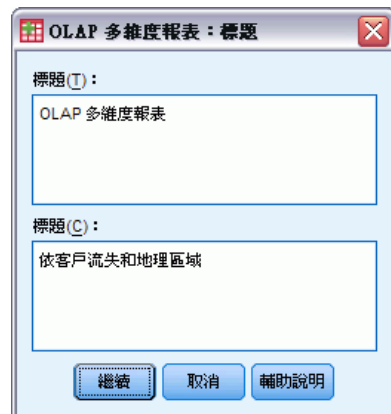 OLAP 多維度報表：標題
標題(T)：
OLAP 多維度報表
標題(C)：
依客戶流失和地理區域
繼續
取消
輔助說明